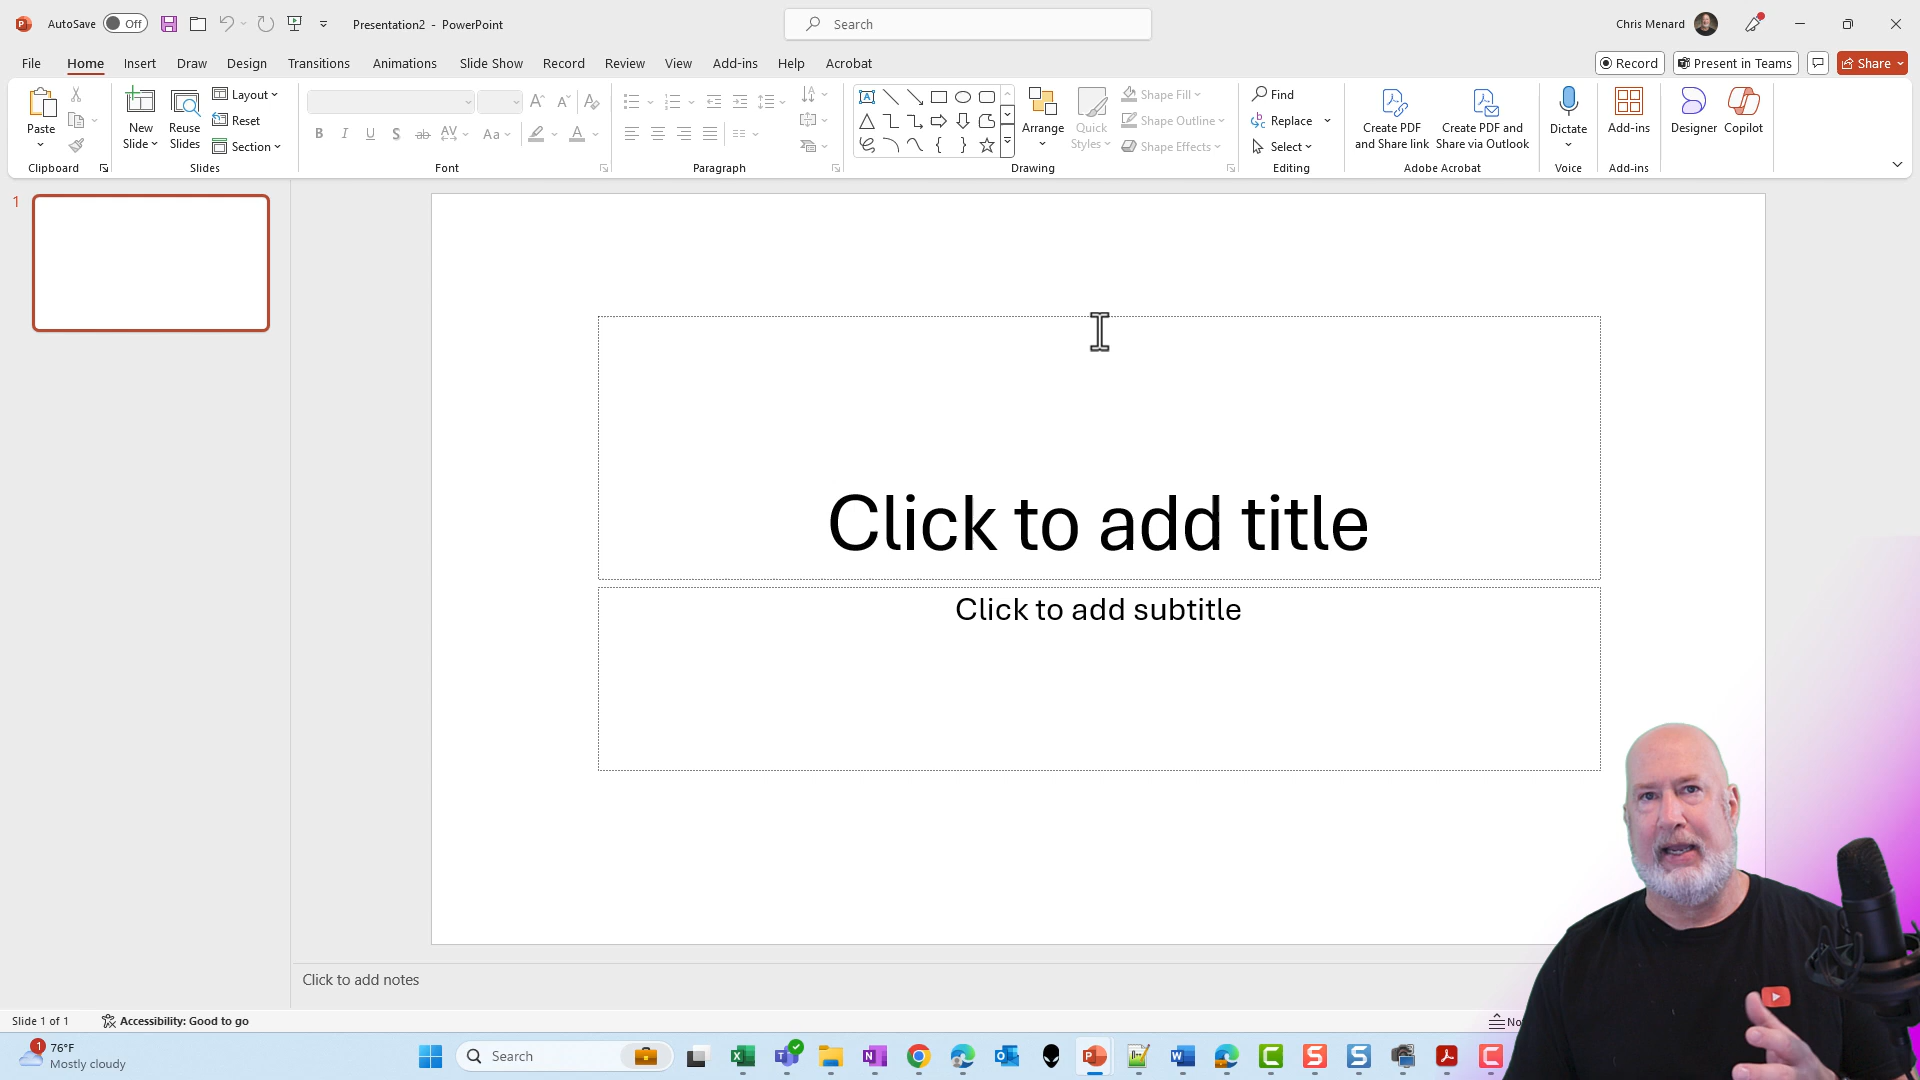 AutoSave Off Presentation2 - PowerPoint Search Chris Menard
File Home Insert Draw Design Transitions Animations Slide Show Record Review View Add-ins Help Acrobat Record Present in Teams Share
Paste
Clipboard
New
Slide
Reuse
Slides
Layout
Reset
Section
Slides
B I U S ab AV Aa A
Font
Paragraph
Arrange
Quick
Styles
Shape Fill
Shape Outline
Shape Effects
Drawing
Find
Replace
Select
Editing
Create PDF
and Share link
Create PDF and
Share via Outlook
Adobe Acrobat
Dictate
Voice
Add-ins
Add-ins
Designer
Copilot
1
Click to add title
Click to add subtitle
Click to add notes
Slide 1 of 1 Accessibility: Good to go
1
76°F
Mostly cloudy
Search